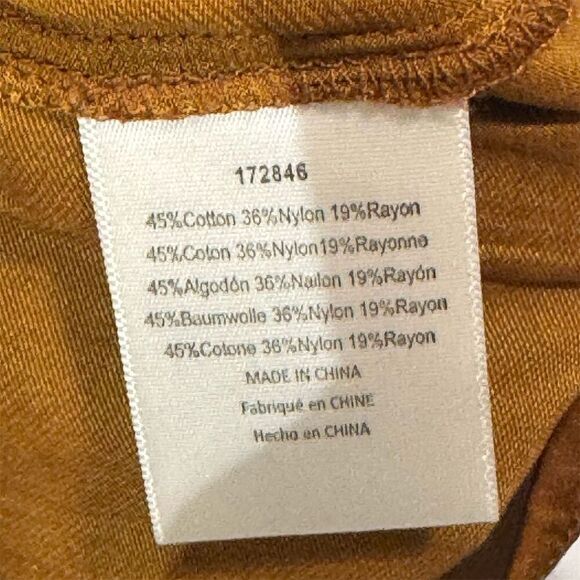 172846
45%Cotton 36%Nylon 19%Rayon
45%Coton 36%Nylon19%Rayonne
45%Algodón 36%Nailon 19%Rayón
45%Baumwolle 36%Nylon 19%Rayon
45%Cotone 36%Nylon 19%Rayon
MADE IN CHINA
Fabriqué en CHINE
Hecho en CHINA